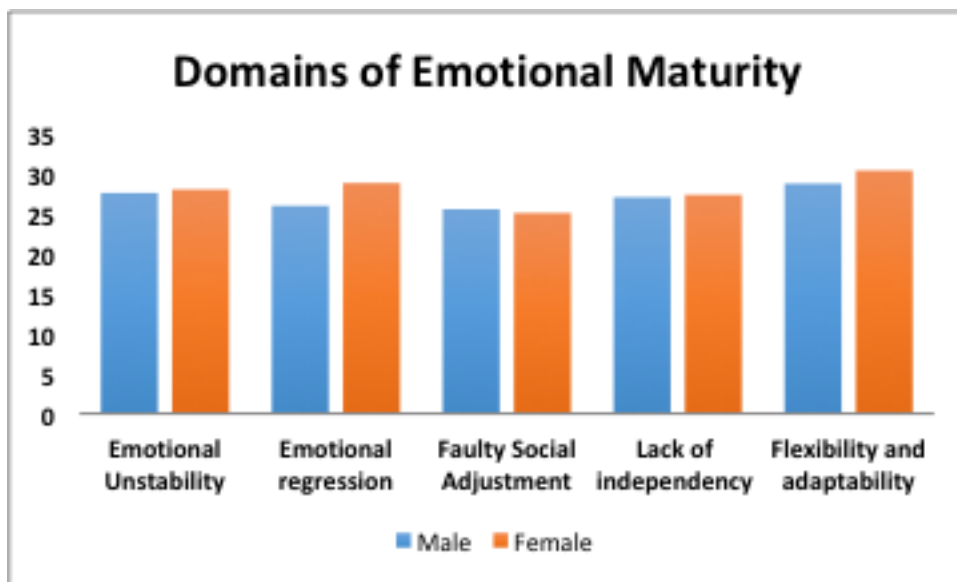 Domains of Emotional Maturity
35
30
25
20
15
10
5
0
Emotional Unstability
Emotional regression
Faulty Social Adjustment
Lack of independency
Flexibility and adaptability
Male Female